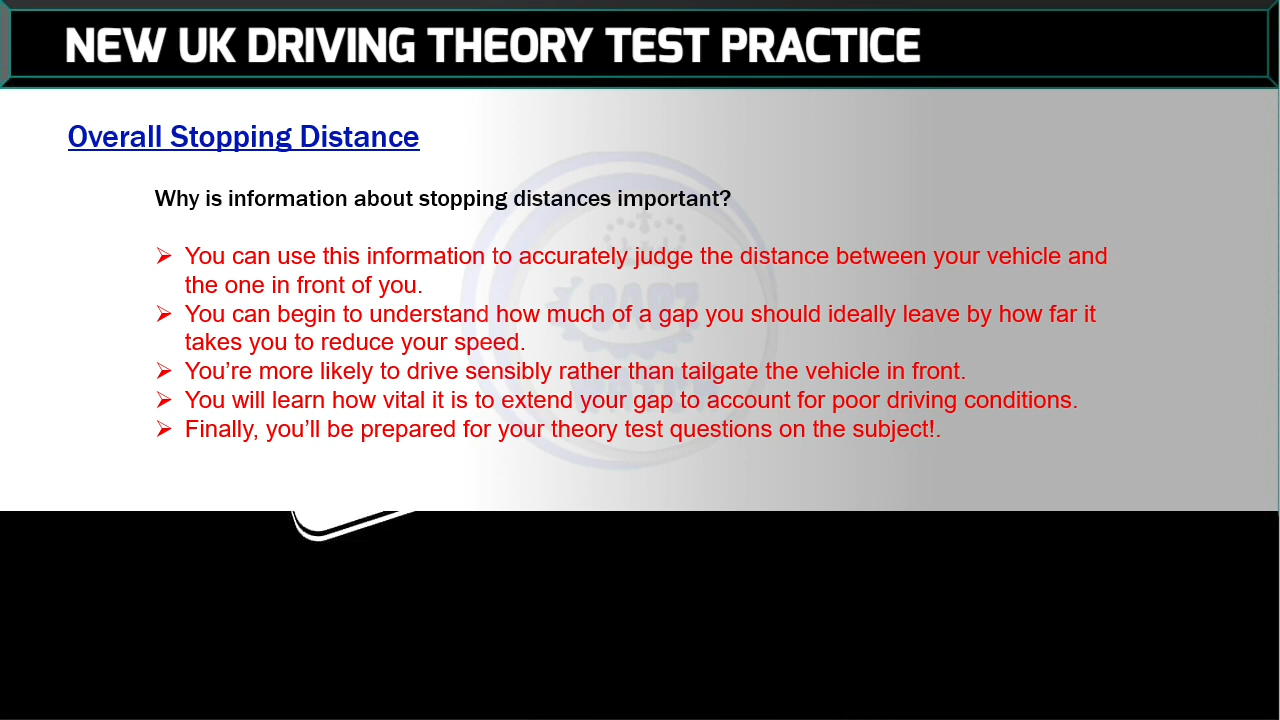 NEW UK DRIVING THEORY TEST PRACTICE
Overall Stopping Distance
Why is information about stopping distances important?
➢ You can use this information to accurately judge the distance between your vehicle and
the one in front of you.
➢ You can begin to understand how much of a gap you should ideally leave by how far it
takes you to reduce your speed.
➢ You’re more likely to drive sensibly rather than tailgate the vehicle in front.
➢ You will learn how vital it is to extend your gap to account for poor driving conditions.
➢ Finally, you’ll be prepared for your theory test questions on the subject!.